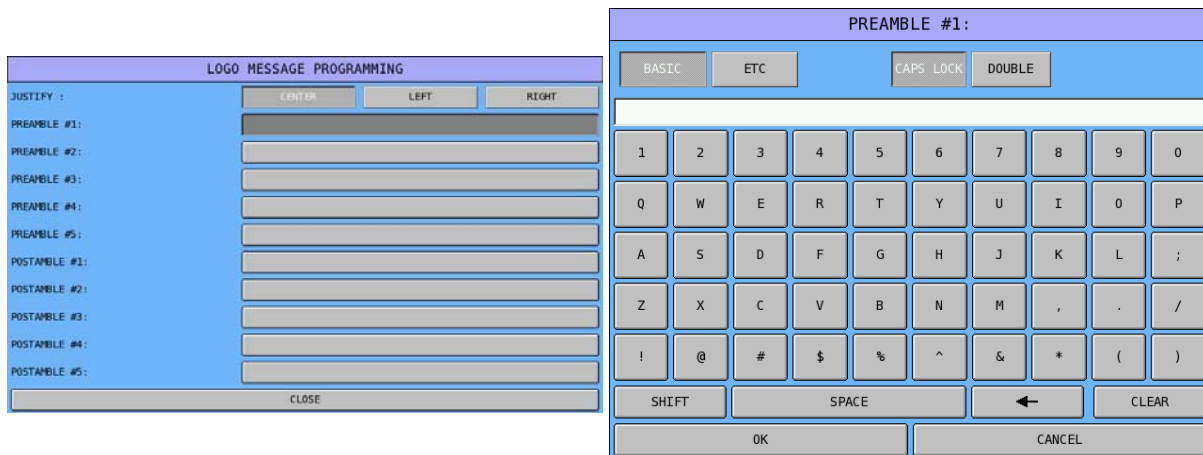 LOGO MESSAGE PROGRAMMING
JUSTIFY : CENTER LEFT RIGHT
PREAMBLE #1:
PREAMBLE #2:
PREAMBLE #3:
PREAMBLE #4:
PREAMBLE #5:
POSTAMBLE #1:
POSTAMBLE #2:
POSTAMBLE #3:
POSTAMBLE #4:
POSTAMBLE #5:
CLOSE
PREAMBLE #1:
BASIC ETC CAPS LOCK DOUBLE
1 2 3 4 5 6 7 8 9 0
Q W E R T Y U I O P
A S D F G H J K L ;
Z X C V B N M , . /
! @ # $ % ^ & * ( )
SHIFT SPACE ← CLEAR
OK CANCEL